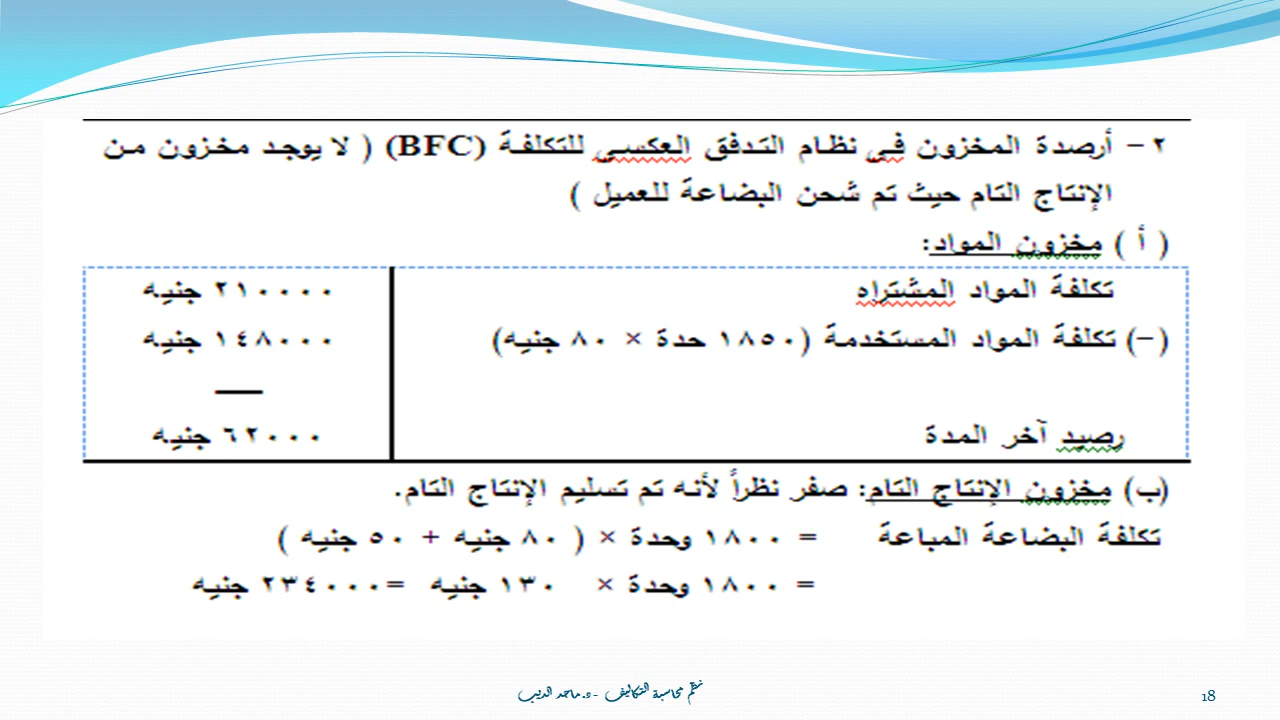 ٢ – أرصدة المخزون في نظام التدفق العكسي للتكلفة (BFC) ( لا يوجد مخزون من
الإنتاج التام حيث تم شحن البضاعة للعميل )
( أ ) مخزون المواد:
تكلفة المواد المشتراه ٢١٠٠٠٠ جنيه
(–) تكلفة المواد المستخدمة (١٨٥٠ حدة × ٨٠ جنيه) ١٤٨٠٠٠ جنيه
رصيد آخر المدة ٦٢٠٠٠ جنيه
(ب) مخزون الإنتاج التام: صفر نظراً لأنه تم تسليم الإنتاج التام.
تكلفة البضاعة المباعة = ١٨٠٠ وحدة × ( ٨٠ جنيه + ٥٠ جنيه )
= ١٨٠٠ وحدة × ١٣٠ جنيه =٢٣٤٠٠٠ جنيه
نظم محاسبة التكاليف - د. ماجد الديب
18